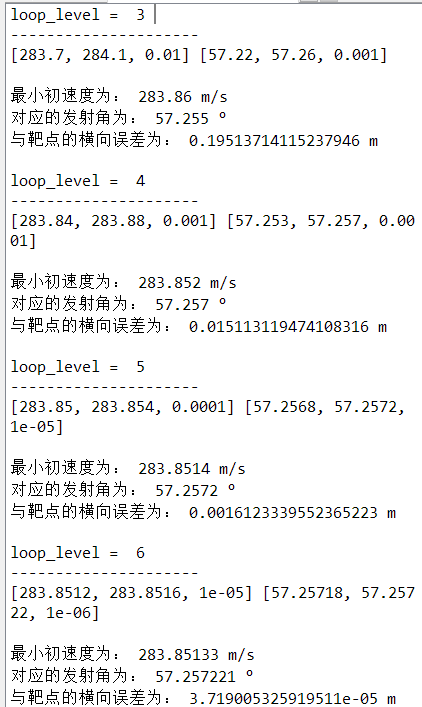 loop_level =  3
--------------------
[283.7, 284.1, 0.01] [57.22, 57.26, 0.001]
最小初速度为： 283.86 m/s
对应的发射角为： 57.255 º
与靶点的横向误差为： 0.19513714115237946 m
loop_level =  4
--------------------
[283.84, 283.88, 0.001] [57.253, 57.257, 0.00
01]
最小初速度为： 283.852 m/s
对应的发射角为： 57.257 º
与靶点的横向误差为： 0.015113119474108316 m
loop_level =  5
--------------------
[283.85, 283.854, 0.0001] [57.2568, 57.2572,
1e-05]
最小初速度为： 283.8514 m/s
对应的发射角为： 57.2572 º
与靶点的横向误差为： 0.0016123339552365223 m
loop_level =  6
--------------------
[283.8512, 283.8516, 1e-05] [57.25718, 57.257
22, 1e-06]
最小初速度为： 283.85133 m/s
对应的发射角为： 57.257221 º
与靶点的横向误差为： 3.719005325919511e-05 m